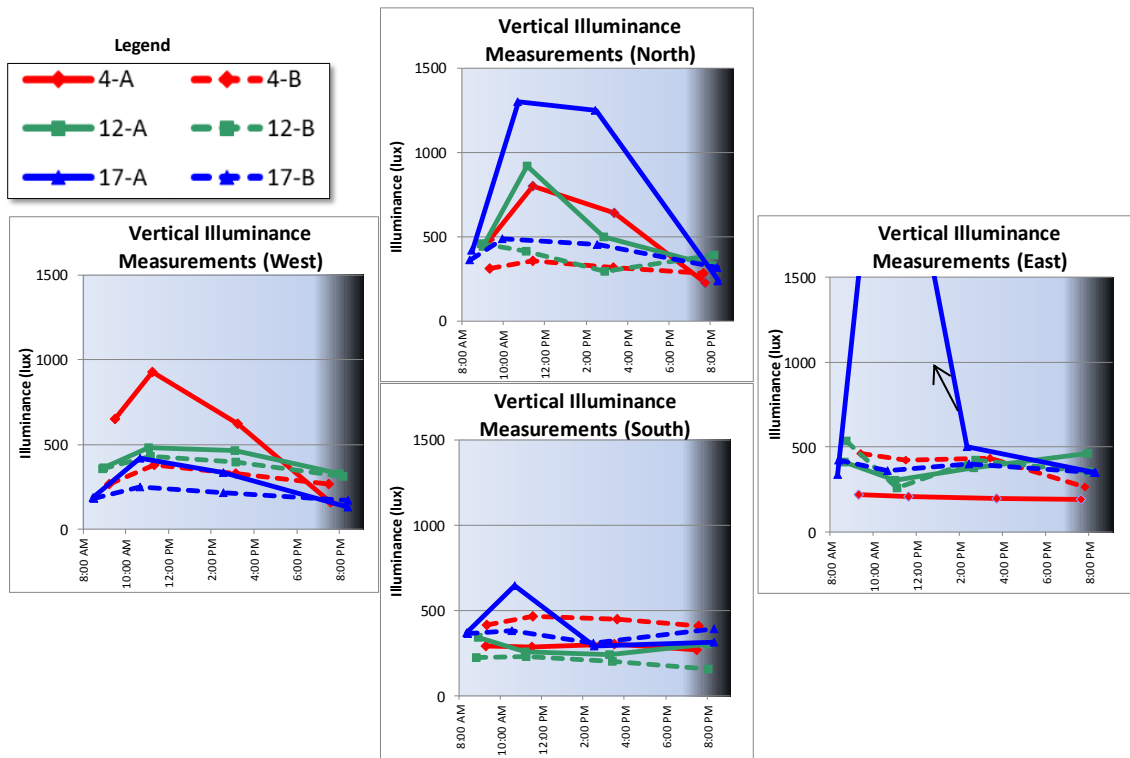 Legend
4-A
4-B
12-A
12-B
17-A
17-B
Vertical Illuminance
Measurements (North)
Illuminance (lux)
1500
1000
500
0
8:00 AM
10:00 AM
12:00 PM
2:00 PM
4:00 PM
6:00 PM
8:00 PM
Vertical Illuminance
Measurements (West)
Illuminance (lux)
1500
1000
500
0
8:00 AM
10:00 AM
12:00 PM
2:00 PM
4:00 PM
6:00 PM
8:00 PM
Vertical Illuminance
Measurements (East)
Illuminance (lux)
1500
1000
500
0
8:00 AM
10:00 AM
12:00 PM
2:00 PM
4:00 PM
6:00 PM
8:00 PM
Vertical Illuminance
Measurements (South)
Illuminance (lux)
1500
1000
500
0
8:00 AM
10:00 AM
12:00 PM
2:00 PM
4:00 PM
6:00 PM
8:00 PM